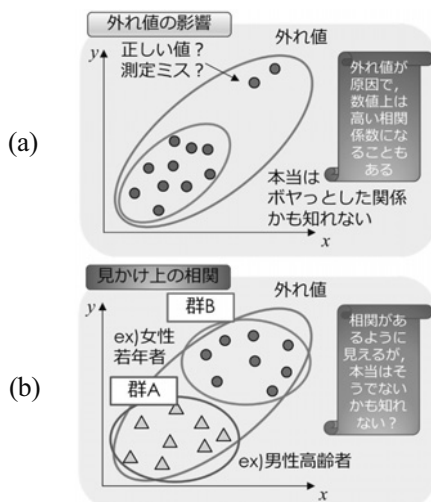 外れ値の影響
y
正しい値？
測定ミス？
外れ値
外れ値が
原因で，
数値上は
高い相関
係数にな
ることも
ある
(a)
本当は
ボヤっとした関係
かも知れない
x
見かけ上の相関
y
群B
外れ値
ex)女性
若年者
相関があ
るように
見えるが，
本当はそ
うでない
かも知れ
ない？
(b)
群A
ex)男性高齢者
x